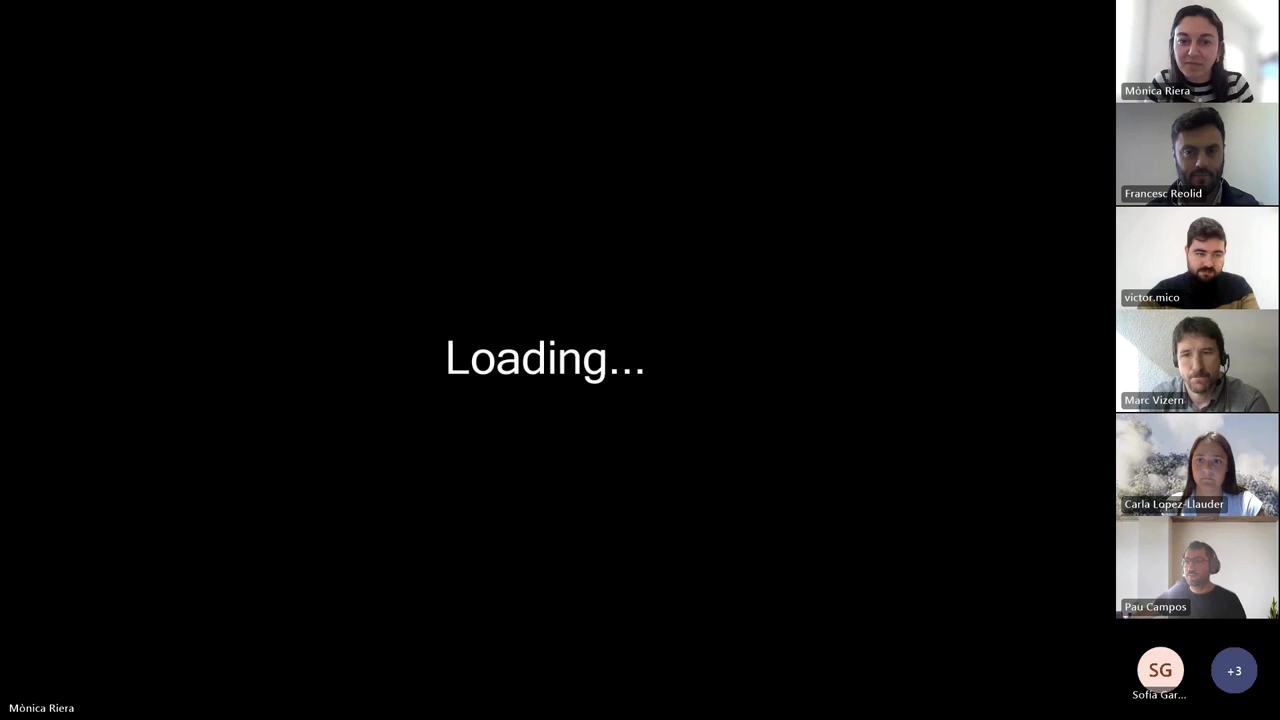 Loading...
Mònica Riera
Mònica Riera
Francesc Reolid
victor.mico
Marc Vizern
Carla Lopez-Llauder
Pau Campos
SG
+3
Sofía Gar...